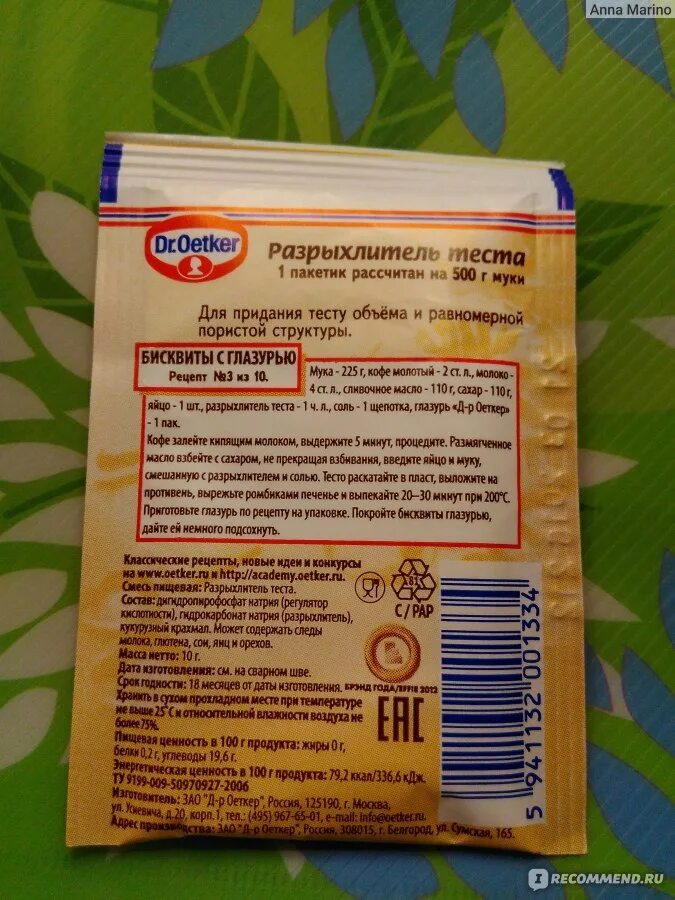 Anna Marino
Dr.Oetker
Разрыхлитель теста
1 пакетик рассчитан на 500 г муки
Для придания тесту объёма и равномерной
пористой структуры.
БИСКВИТЫ С ГЛАЗУРЬЮ
Рецепт №3 из 10.
Мука - 225 г, кофе молотый - 2 ст. л., молоко -
4 ст. л., сливочное масло - 110 г, сахар - 110 г,
яйцо - 1 шт., разрыхлитель теста - 1 ч. л., соль - 1 щепотка, глазурь «Д-р Оеткер»
- 1 пак.
Кофе залейте кипящим молоком, выдержите 5 минут, процедите. Размягченное
масло взбейте с сахаром, не прекращая взбивания, введите яйцо и муку,
смешанную с разрыхлителем и солью. Тесто раскатайте в пласт, выложите на
противень, вырежьте ромбиками печенье и выпекайте 20–30 минут при 200°С.
Приготовьте глазурь по рецепту на упаковке. Покройте бисквиты глазурью,
дайте ей немного подсохнуть.
Классические рецепты, новые идеи и конкурсы
на www.oetker.ru и http://academy.oetker.ru.
Смесь пищевая: Разрыхлитель теста.
Состав: дигидропирофосфат натрия (регулятор
кислотности), гидрокарбонат натрия (разрыхлитель),
кукурузный крахмал. Может содержать следы
молока, глютена, сои, яиц и орехов.
Масса нетто: 10 г.
Дата изготовления: см. на сварном шве.
Срок годности: 18 месяцев от даты изготовления.
Хранить в сухом прохладном месте при температуре
не выше 25°С и относительной влажности воздуха не
более 75%.
Пищевая ценность в 100 г продукта: жиры 0 г,
белки 0,2 г, углеводы 19,6 г.
Энергетическая ценность в 100 г продукта: 79,2 ккал/336,6 кДж.
ТУ 9199-009-50970927-2006
Изготовитель: ЗАО "Д-р Оеткер", Россия, 125190, г. Москва,
ул. Усиевича, д.20, корп.1, тел.: (495) 967-65-01, e-mail: info@oetker.ru.
Адрес производства: ЗАО "Д-р Оеткер", Россия, 308015, г. Белгород, ул. Сумская, 165.
81
C / PAP
БРЭНД ГОДА/EFFIE 2012
EAC
5 941132 001334
IRECOMMEND.RU